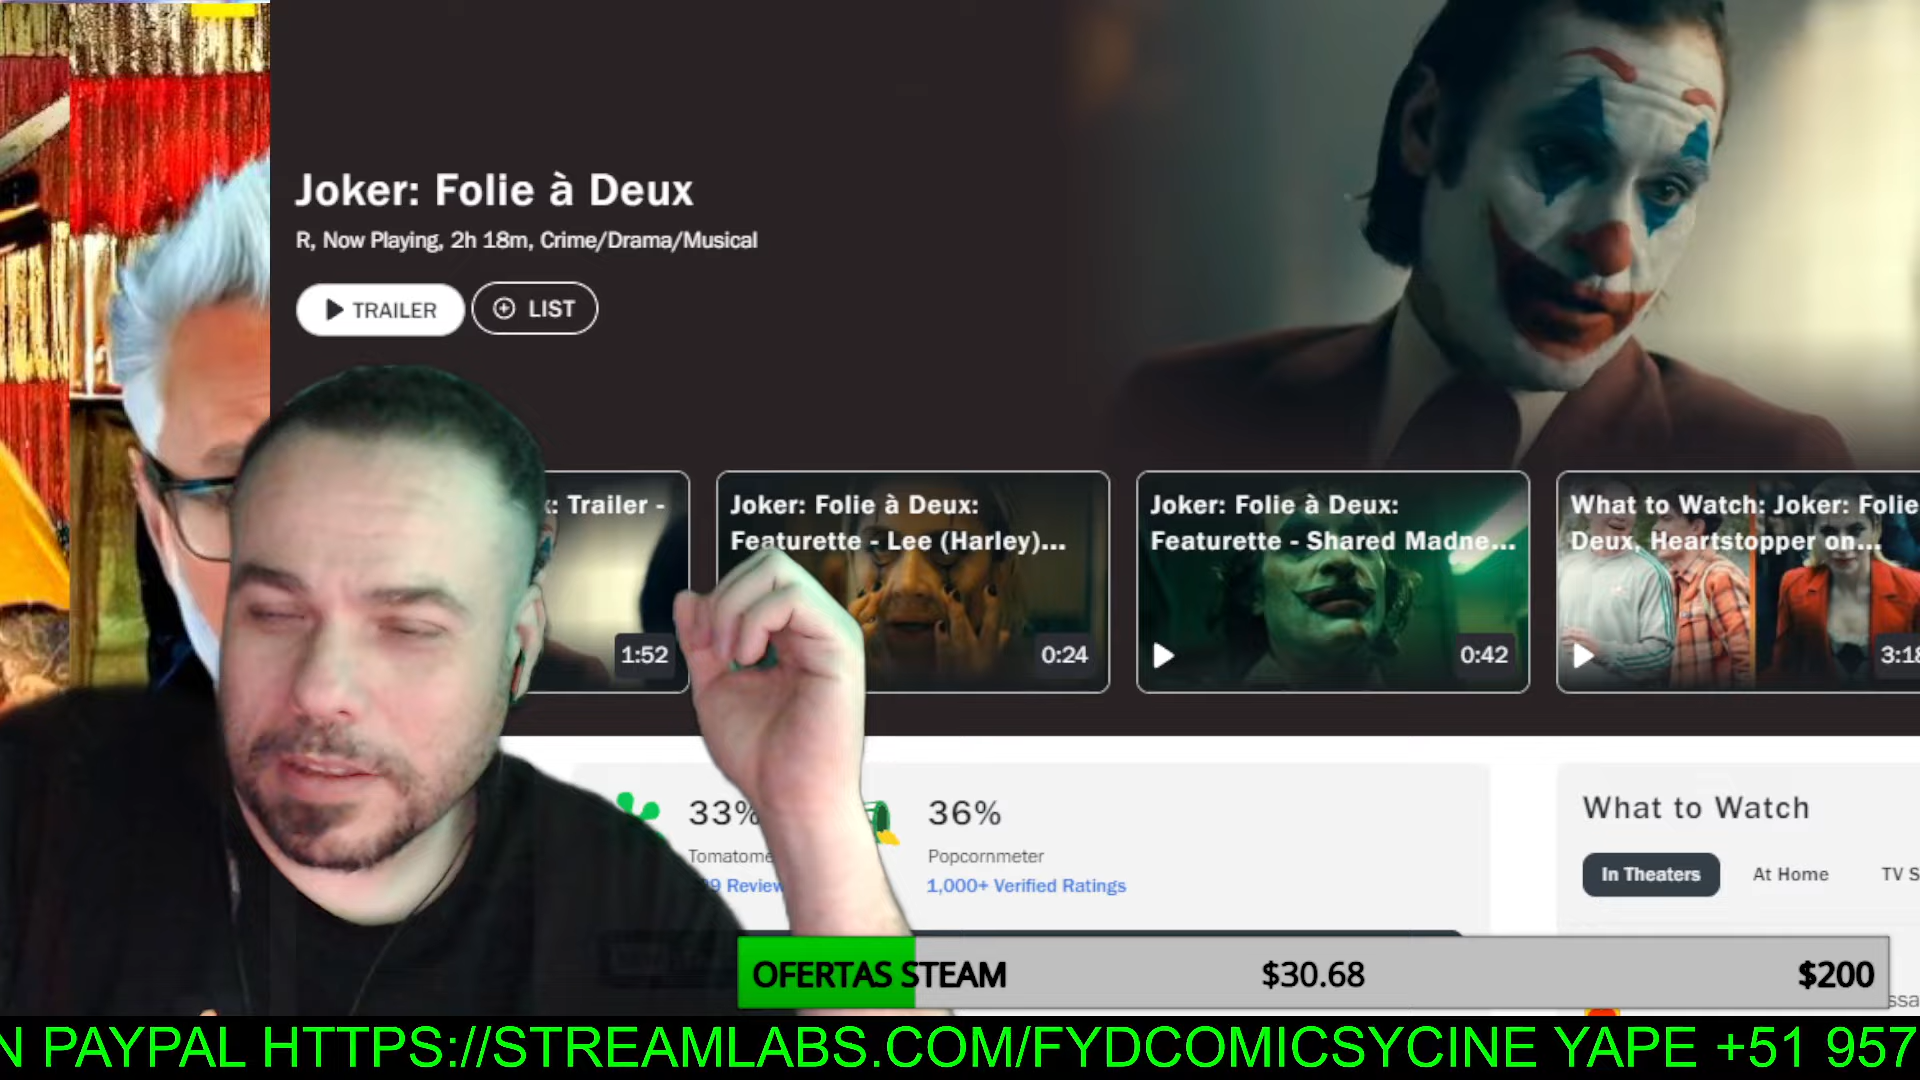 Joker: Folie à Deux
R, Now Playing, 2h 18m, Crime/Drama/Musical
TRAILER
LIST
Trailer -
1:52
Joker: Folie à Deux:
Featurette - Lee (Harley)...
0:24
Joker: Folie à Deux:
Featurette - Shared Madne...
0:42
What to Watch: Joker: Folie
Deux, Heartstopper on...
3:18
33%
36%
Popcornmeter
1,000+ Verified Ratings
What to Watch
In Theaters
At Home
TV S
OFERTAS STEAM
$30.68
$200
N PAYPAL HTTPS://STREAMLABS.COM/FYDCOMICSYCINE YAPE +51 957